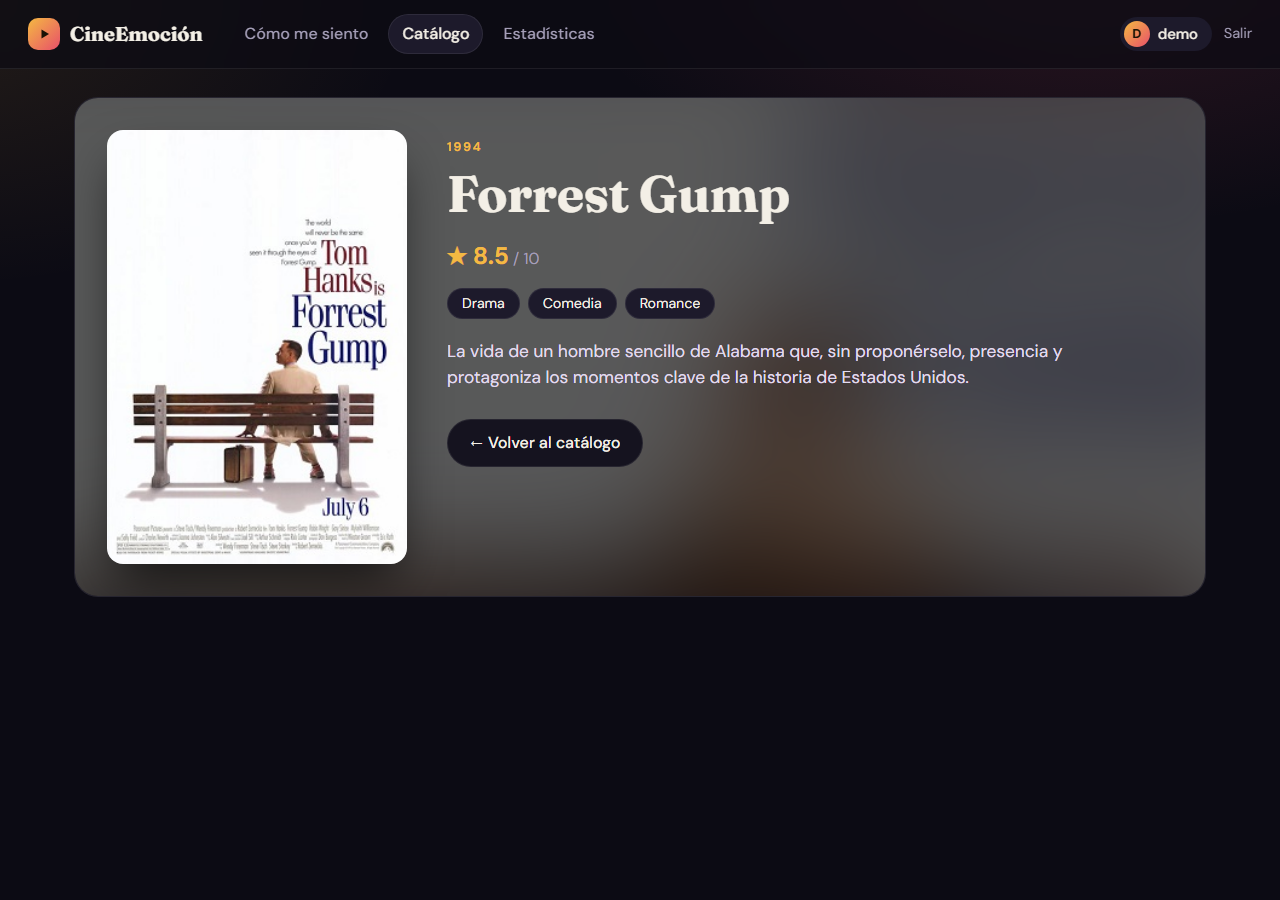 CineEmoción
Cómo me siento
Catálogo
Estadísticas
D
demo
Salir
The world
will never be the same
once you've
seen it through the eyes of
Forrest Gump.
Tom
Hanks is
Forrest
Gump
July 6
1994
Forrest Gump
★ 8.5 / 10
Drama
Comedia
Romance
La vida de un hombre sencillo de Alabama que, sin proponérselo, presencia y
protagoniza los momentos clave de la historia de Estados Unidos.
← Volver al catálogo